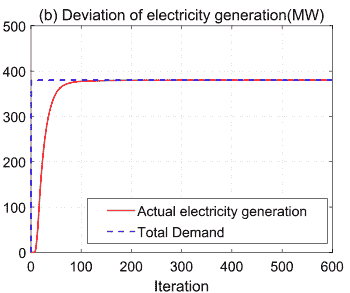 (b) Deviation of electricity generation(MW)
500
400
300
200
100
0
Actual electricity generation
Total Demand
0 100 200 300 400 500 600
Iteration